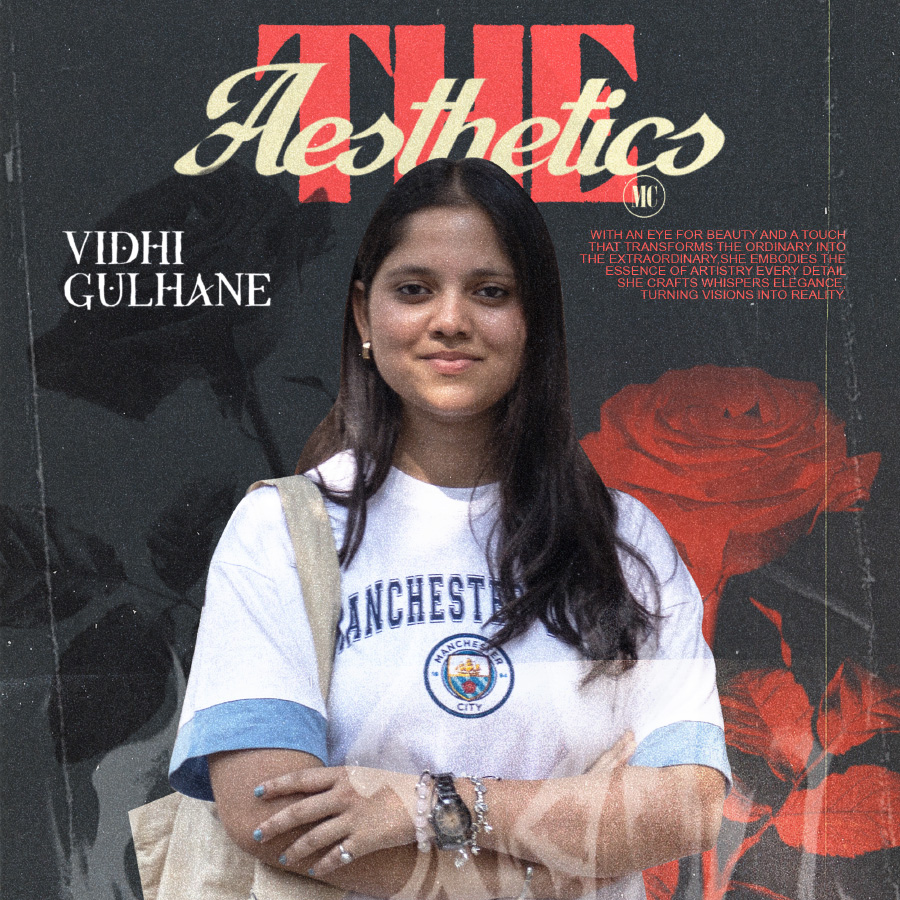 THE
Aesthetics
MC
VIDHI
GULHANE
WITH AN EYE FOR BEAUTY AND A TOUCH
THAT TRANSFORMS THE ORDINARY INTO
THE EXTRAORDINARY,SHE EMBODIES THE
ESSENCE OF ARTISTRY EVERY DETAIL
SHE CRAFTS WHISPERS ELEGANCE,
TURNING VISIONS INTO REALITY.
MANCHESTER
CITY